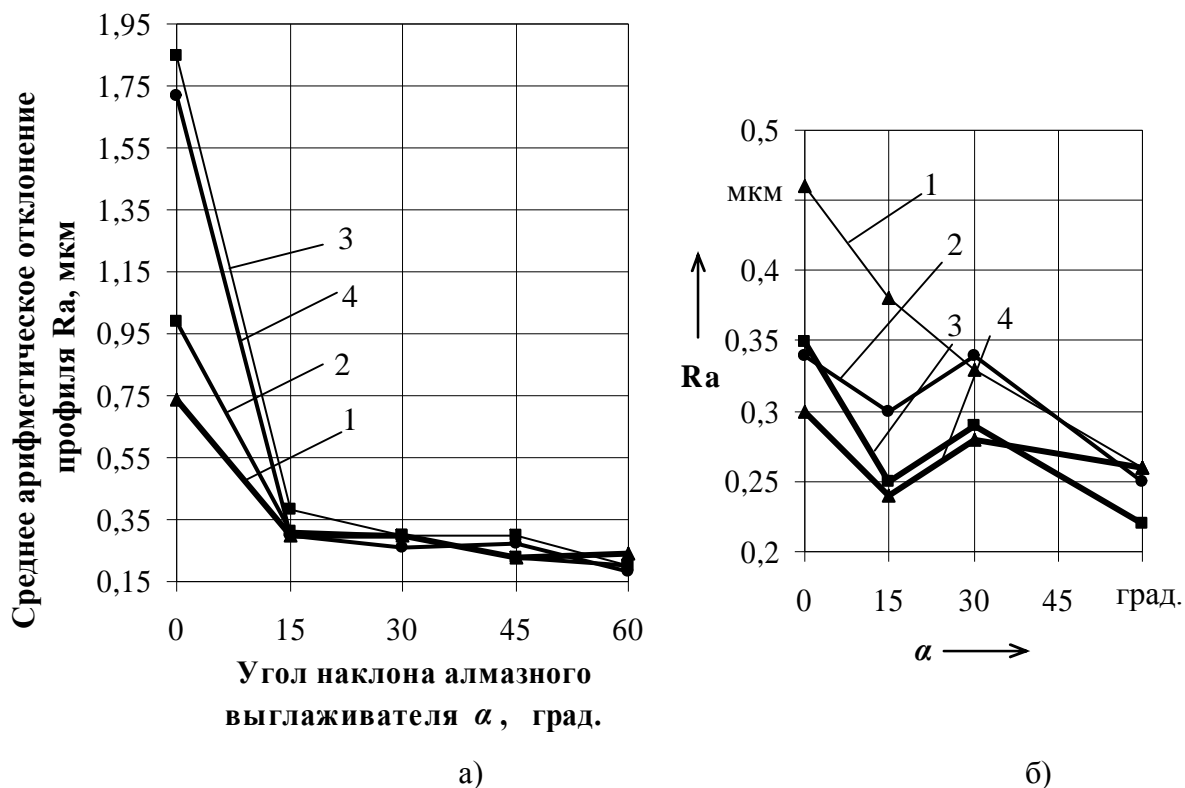 Среднее арифметическое отклонение
профиля Ra, мкм
1,95
1,75
1,55
1,35
1,15
0,95
0,75
0,55
0,35
0,15
3
4
2
1
0 15 30 45 60
Угол наклона алмазного
выглаживателя α , град.
а)
0,5
мкм
0,4
0,35
0,3
0,25
0,2
Ra
1
2
3
4
0 15 30 45 град.
α
б)